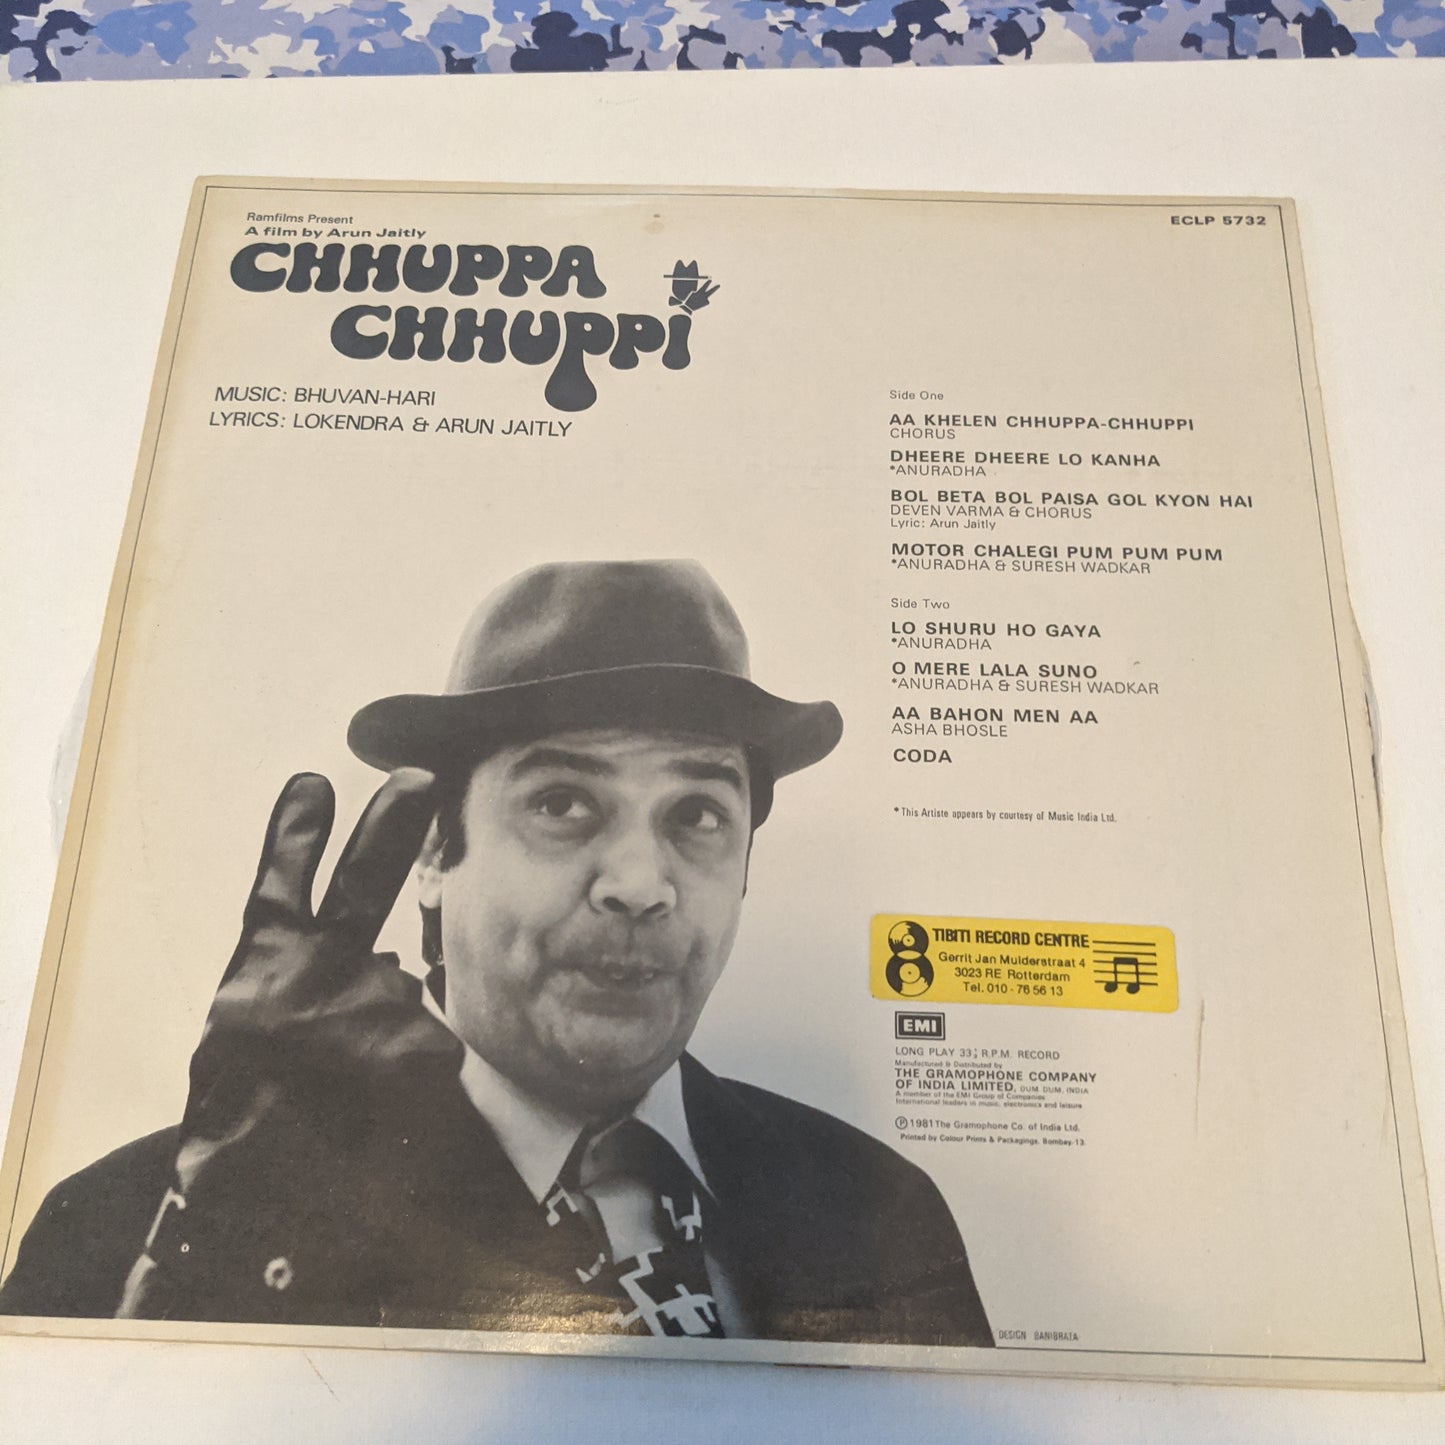 Ramfilms Present
A film by Arun Jaitly
CHHUPPA
CHHUPPI
MUSIC: BHUVAN-HARI
LYRICS: LOKENDRA & ARUN JAITLY
ECLP 5732
Side One
AA KHELEN CHHUPPA-CHHUPPI
CHORUS
DHEERE DHEERE LO KANHA
*ANURADHA
BOL BETA BOL PAISA GOL KYON HAI
DEVEN VARMA & CHORUS
Lyric: Arun Jaitly
MOTOR CHALEGI PUM PUM PUM
*ANURADHA & SURESH WADKAR
Side Two
LO SHURU HO GAYA
*ANURADHA
O MERE LALA SUNO
*ANURADHA & SURESH WADKAR
AA BAHON MEN AA
ASHA BHOSLE
CODA
*This Artiste appears by courtesy of Music India Ltd.
TIBITI RECORD CENTRE
Gerrit Jan Mulderstraat 4
3023 RE Rotterdam
Tel. 010-76 56 13
EMI
LONG PLAY 33⅓ R.P.M. RECORD
Manufactured & Distributed by
THE GRAMOPHONE COMPANY
OF INDIA LIMITED, DUM DUM, INDIA
A member of the EMI Group of Companies
International leaders in music, electronics and leisure
℗ 1981 The Gramophone Co. of India Ltd.
Printed by Colour Prints & Packagings, Bombay-13.
DESIGN BANIBRATA